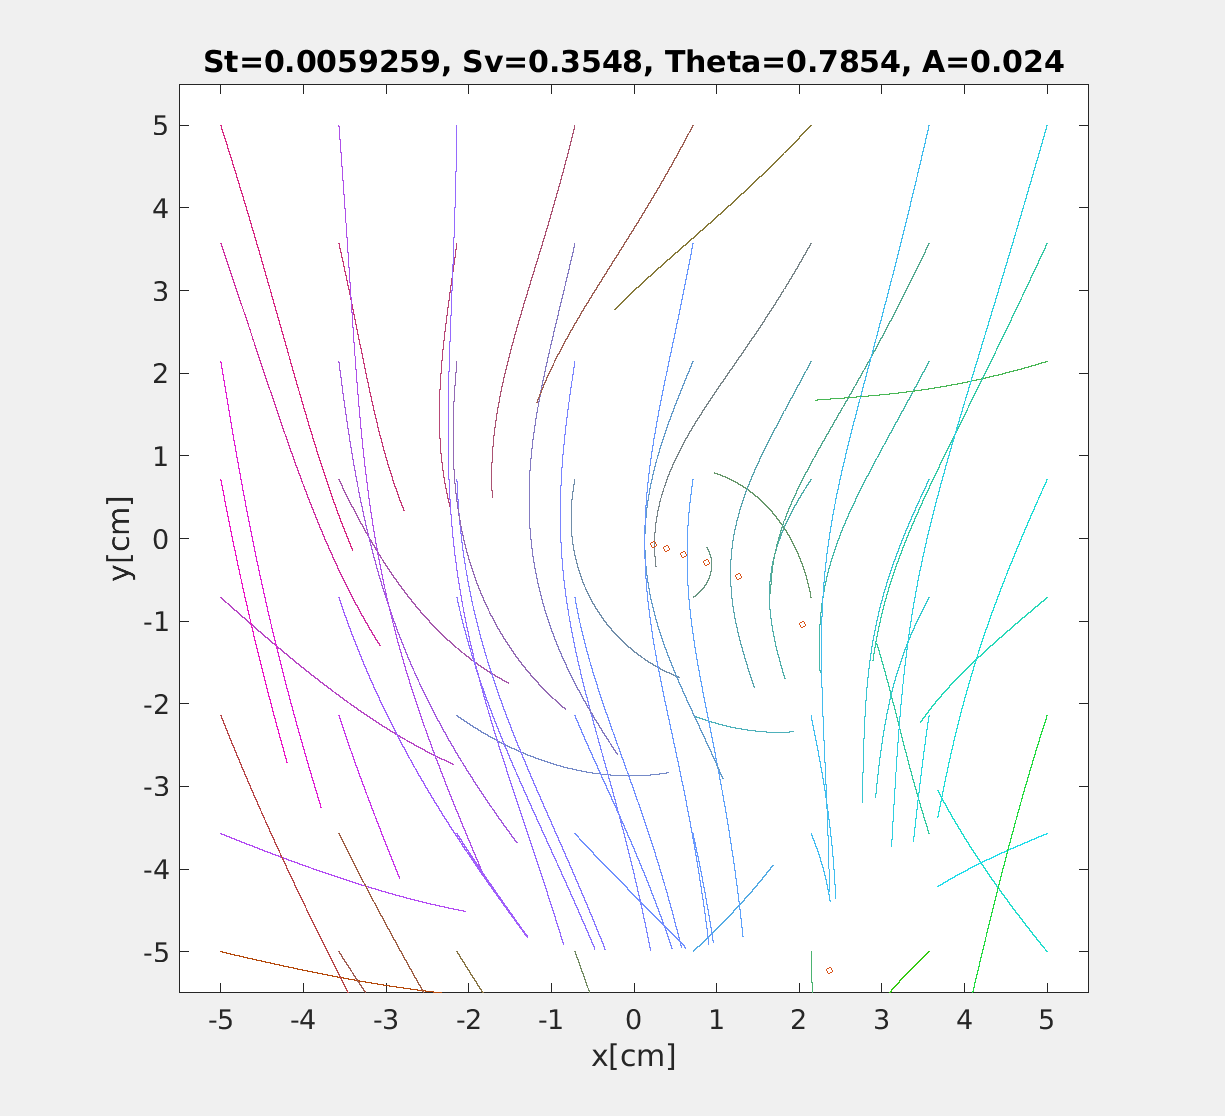 St=0.0059259, Sv=0.3548, Theta=0.7854, A=0.024
5
4
3
2
1
0
-1
-2
-3
-4
-5
y[cm]
-5 -4 -3 -2 -1 0 1 2 3 4 5
x[cm]